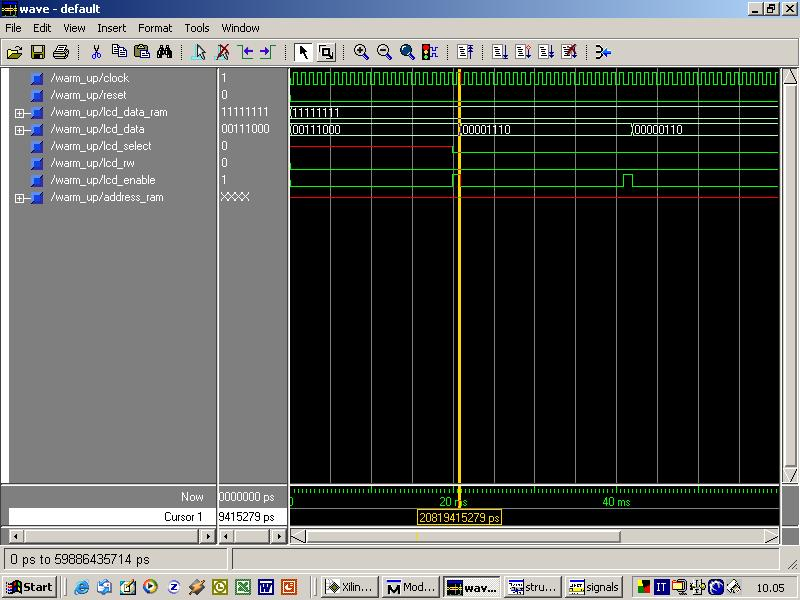 wave - default
File Edit View Insert Format Tools Window
/warm_up/clock 1
/warm_up/reset 0
/warm_up/lcd_data_ram 11111111 11111111
/warm_up/lcd_data 00111000 00111000 00001110 00000110
/warm_up/lcd_select 0
/warm_up/lcd_rw 0
/warm_up/lcd_enable 1
/warm_up/address_ram XXXX
Now 0000000 ps 0 20 ms 40 ms
Cursor 1 9415279 ps 20819415279 ps
0 ps to 59886435714 ps
Start Xilin... Mod... wav... stru... signals IT 10.05